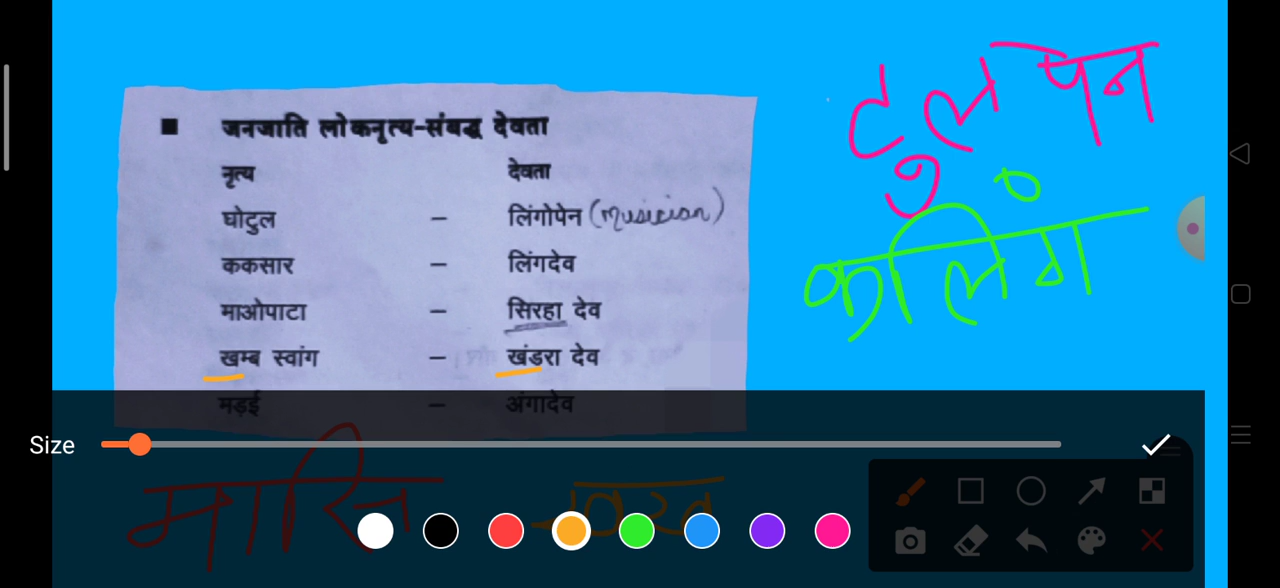 ■ जनजाति लोकनृत्य-संबद्ध देवता
नृत्य देवता
घोटुल – लिंगोपेन (musician)
ककसार – लिंगदेव
माओपाटा – सिरहा देव
खम्ब स्वांग – खंडरा देव
मड़ई – अंगादेव
पेन
कलिंग
Size